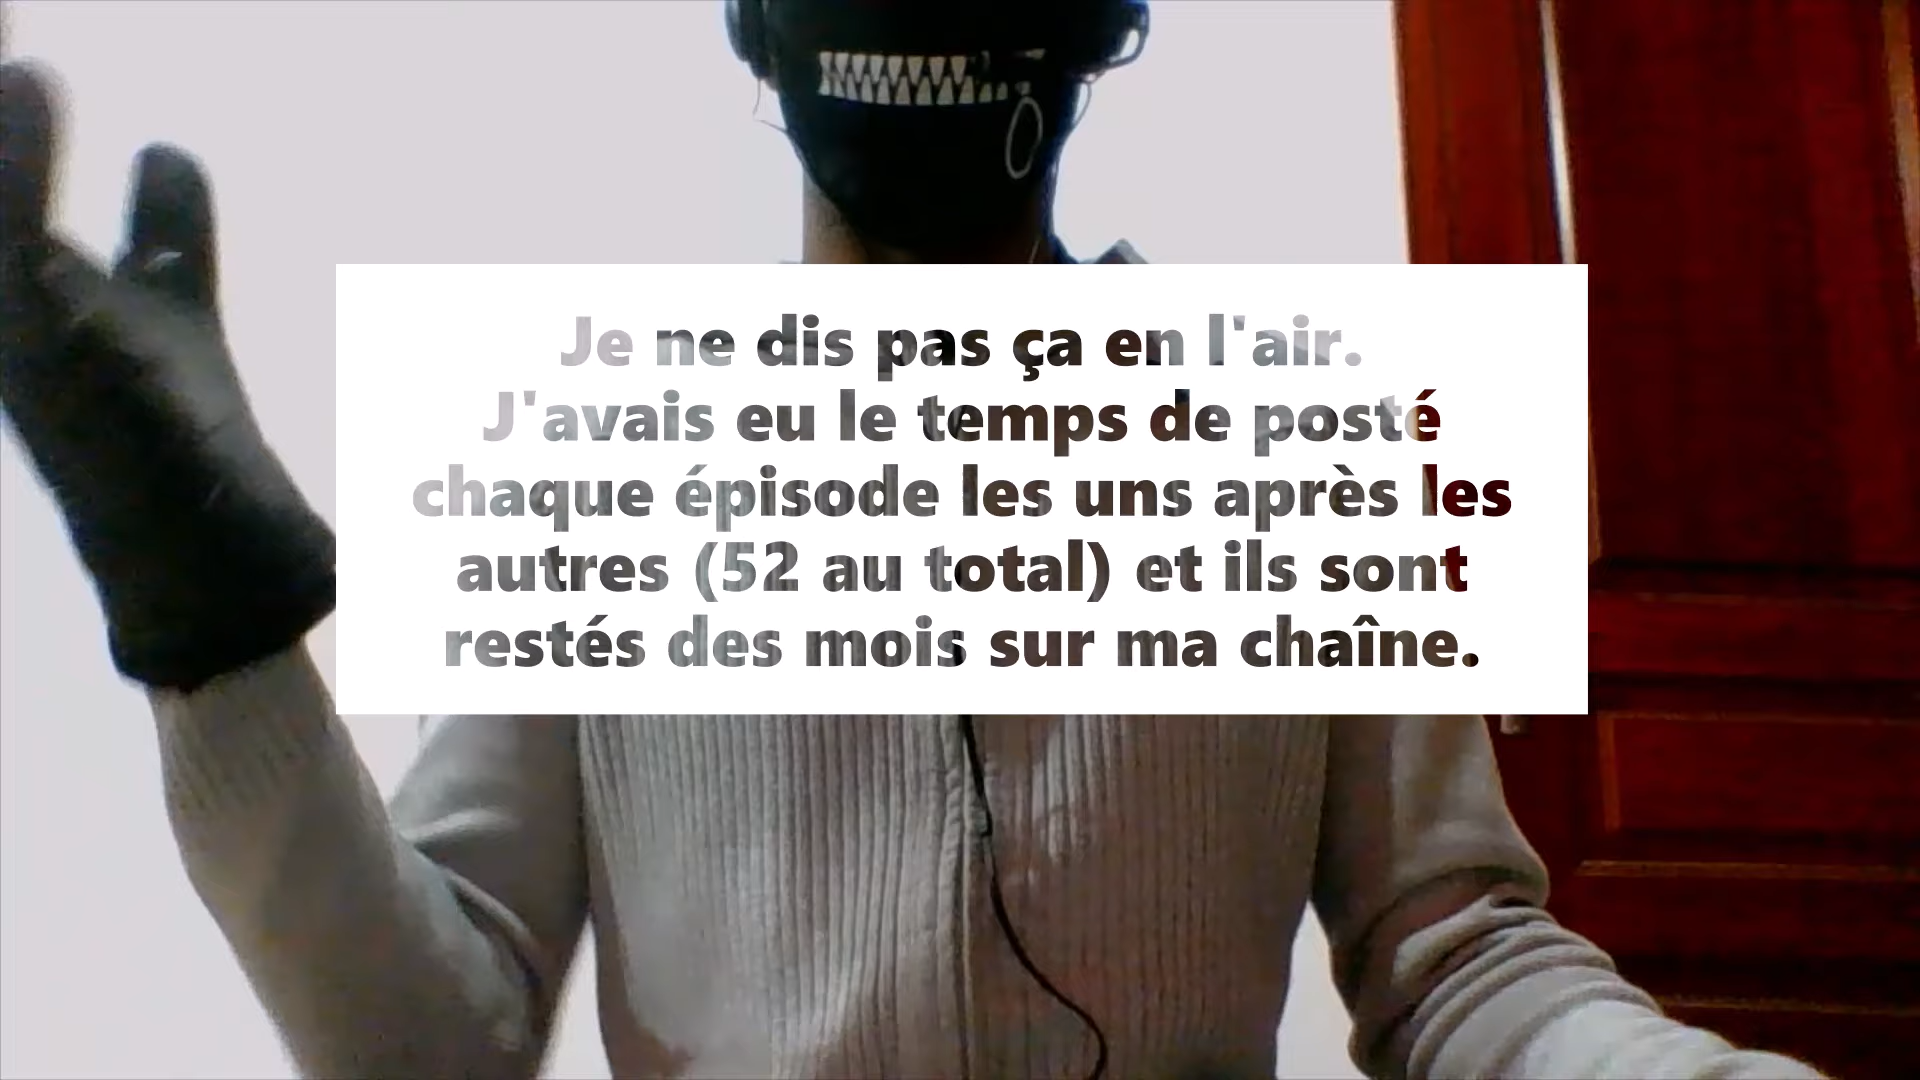 Je ne dis pas ça en l'air.
J'avais eu le temps de posté
chaque épisode les uns après les
autres (52 au total) et ils sont
restés des mois sur ma chaîne.